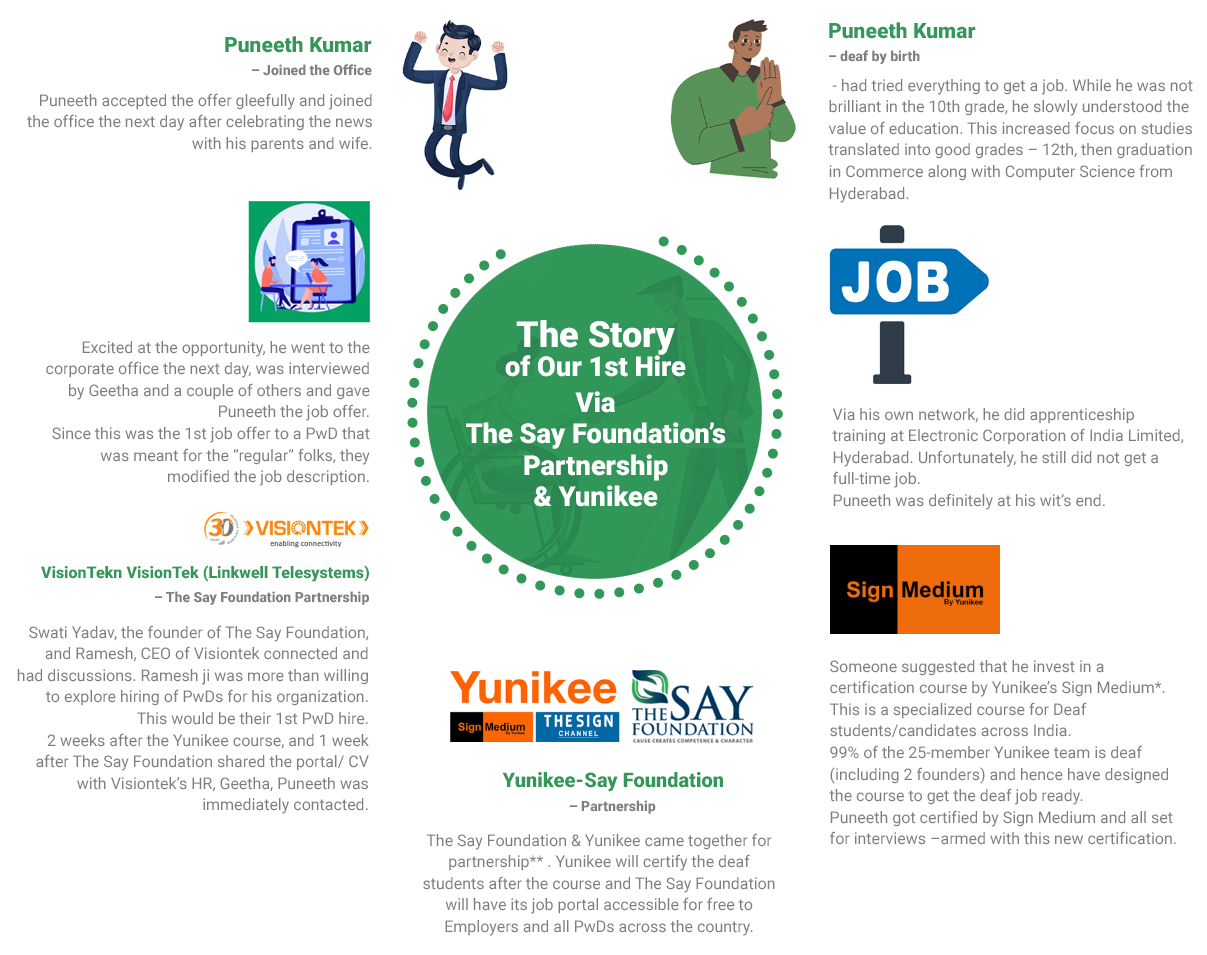 Puneeth Kumar
– deaf by birth
- had tried everything to get a job. While he was not
brilliant in the 10th grade, he slowly understood the
value of education. This increased focus on studies
translated into good grades – 12th, then graduation
in Commerce along with Computer Science from
Hyderabad.
JOB
Via his own network, he did apprenticeship
training at Electronic Corporation of India Limited,
Hyderabad. Unfortunately, he still did not get a
full-time job.
Puneeth was definitely at his wit's end.
Sign Medium
By Yunikee
Someone suggested that he invest in a
certification course by Yunikee's Sign Medium*.
This is a specialized course for Deaf
students/candidates across India.
99% of the 25-member Yunikee team is deaf
(including 2 founders) and hence have designed
the course to get the deaf job ready.
Puneeth got certified by Sign Medium and all set
for interviews –armed with this new certification.
The Story
of Our 1st Hire
Via
The Say Foundation's
Partnership
& Yunikee
Yunikee
Sign Medium
By Yunikee
THESIGN
CHANNEL
THE SAY
FOUNDATION
CAUSE CREATES COMPETENCE & CHARACTER
Yunikee-Say Foundation
– Partnership
The Say Foundation & Yunikee came together for
partnership** . Yunikee will certify the deaf
students after the course and The Say Foundation
will have its job portal accessible for free to
Employers and all PwDs across the country.
30 VISIONTEK
enabling connectivity
VisionTekn VisionTek (Linkwell Telesystems)
– The Say Foundation Partnership
Swati Yadav, the founder of The Say Foundation,
and Ramesh, CEO of Visiontek connected and
had discussions. Ramesh ji was more than willing
to explore hiring of PwDs for his organization.
This would be their 1st PwD hire.
2 weeks after the Yunikee course, and 1 week
after The Say Foundation shared the portal/ CV
with Visiontek's HR, Geetha, Puneeth was
immediately contacted.
Excited at the opportunity, he went to the
corporate office the next day, was interviewed
by Geetha and a couple of others and gave
Puneeth the job offer.
Since this was the 1st job offer to a PwD that
was meant for the “regular” folks, they
modified the job description.
Puneeth Kumar
– Joined the Office
Puneeth accepted the offer gleefully and joined
the office the next day after celebrating the news
with his parents and wife.